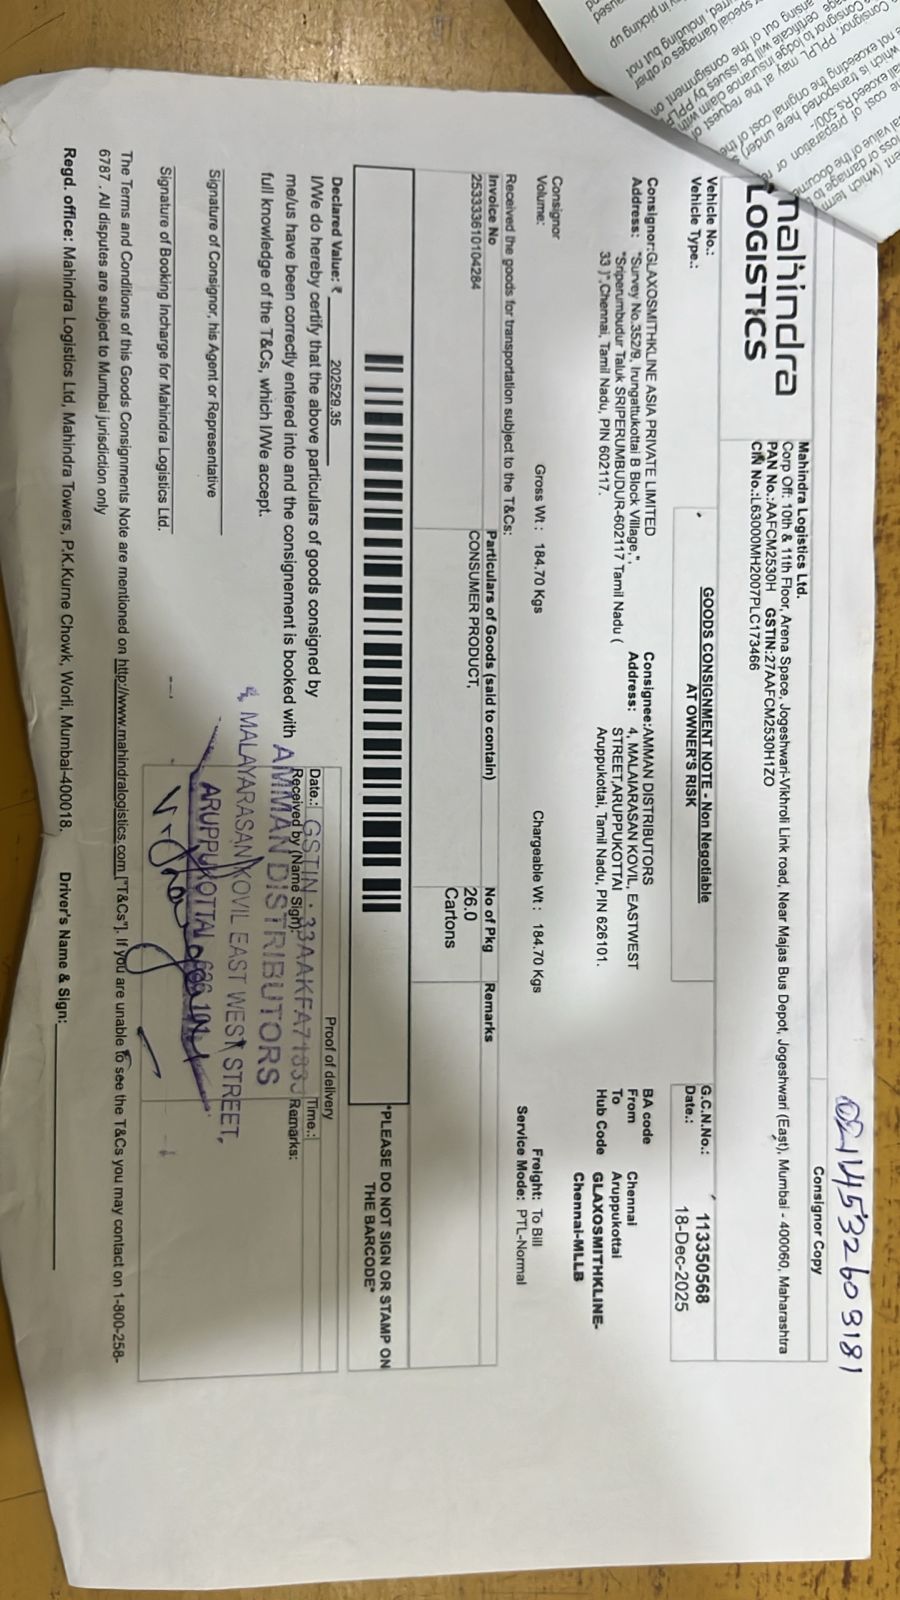 021453260 3181
Consignor Copy
mahindra
LOGISTICS
Mahindra Logistics Ltd.
Corp Off: 10th & 11th Floor, Arena Space, Jogeshwari-Vikhroli Link road, Near Majas Bus Depot, Jogeshwari (East), Mumbai - 400060, Maharashtra
PAN No.:AAFCM2530H GSTIN:27AAFCM2530H1ZO
CIN No.:L63000MH2007PLC173466
Vehicle No.:
Vehicle Type.:
GOODS CONSIGNMENT NOTE - Non Negotiable
AT OWNER'S RISK
G.C.N.No.: 113350568
Date.: 18-Dec-2025
Consignor:GLAXOSMITHKLINE ASIA PRIVATE LIMITED
Address: "Survey No.352/9, Irungattukottai B Block Village,",
"Sriperumbudur Taluk SRIPERUMBUDUR-602117 Tamil Nadu (
33 )",Chennai, Tamil Nadu, PIN 602117.
Consignee:AMMAN DISTRIBUTORS
Address: 4, MALAIARASAN KOVIL, EASTWEST
STREET,ARUPPUKOTTAI
Aruppukottai, Tamil Nadu, PIN 626101.
BA code
From Chennai
To Aruppukottai
Hub Code GLAXOSMITHKLINE-
Chennai-MLLB
Consignor
Volume:
Gross Wt : 184.70 Kgs
Chargeable Wt : 184.70 Kgs
Freight: To Bill
Service Mode: PTL-Normal
Received the goods for transportation subject to the T&Cs:
Invoice No Particulars of Goods (said to contain) No of Pkg Remarks
2533333610104284 CONSUMER PRODUCT, 26.0
Cartons
*PLEASE DO NOT SIGN OR STAMP ON
THE BARCODE*
Declared Value: ₹ 202529.35
I/We do hereby certify that the above particulars of goods consigned by
me/us have been correctly entered into and the consignement is booked with
full knowledge of the T&Cs, which I/We accept.
Proof of delivery
Date.: Time.:
Received by (Name Sign): Remarks:
AMMAN DISTRIBUTORS
MALAYARASAN KOVIL EAST WEST STREET,
Signature of Consignor, his Agent or Representative
Signature of Booking Incharge for Mahindra Logistics Ltd.
The Terms and Conditions of this Goods Consignments Note are mentioned on http://www.mahindralogistics.com ["T&Cs"]. If you are unable to see the T&Cs you may contact on 1-800-258-
6787 . All disputes are subject to Mumbai jurisdiction only
Regd. office: Mahindra Logistics Ltd, Mahindra Towers, P.K.Kurne Chowk, Worli, Mumbai-400018. Driver's Name & Sign: